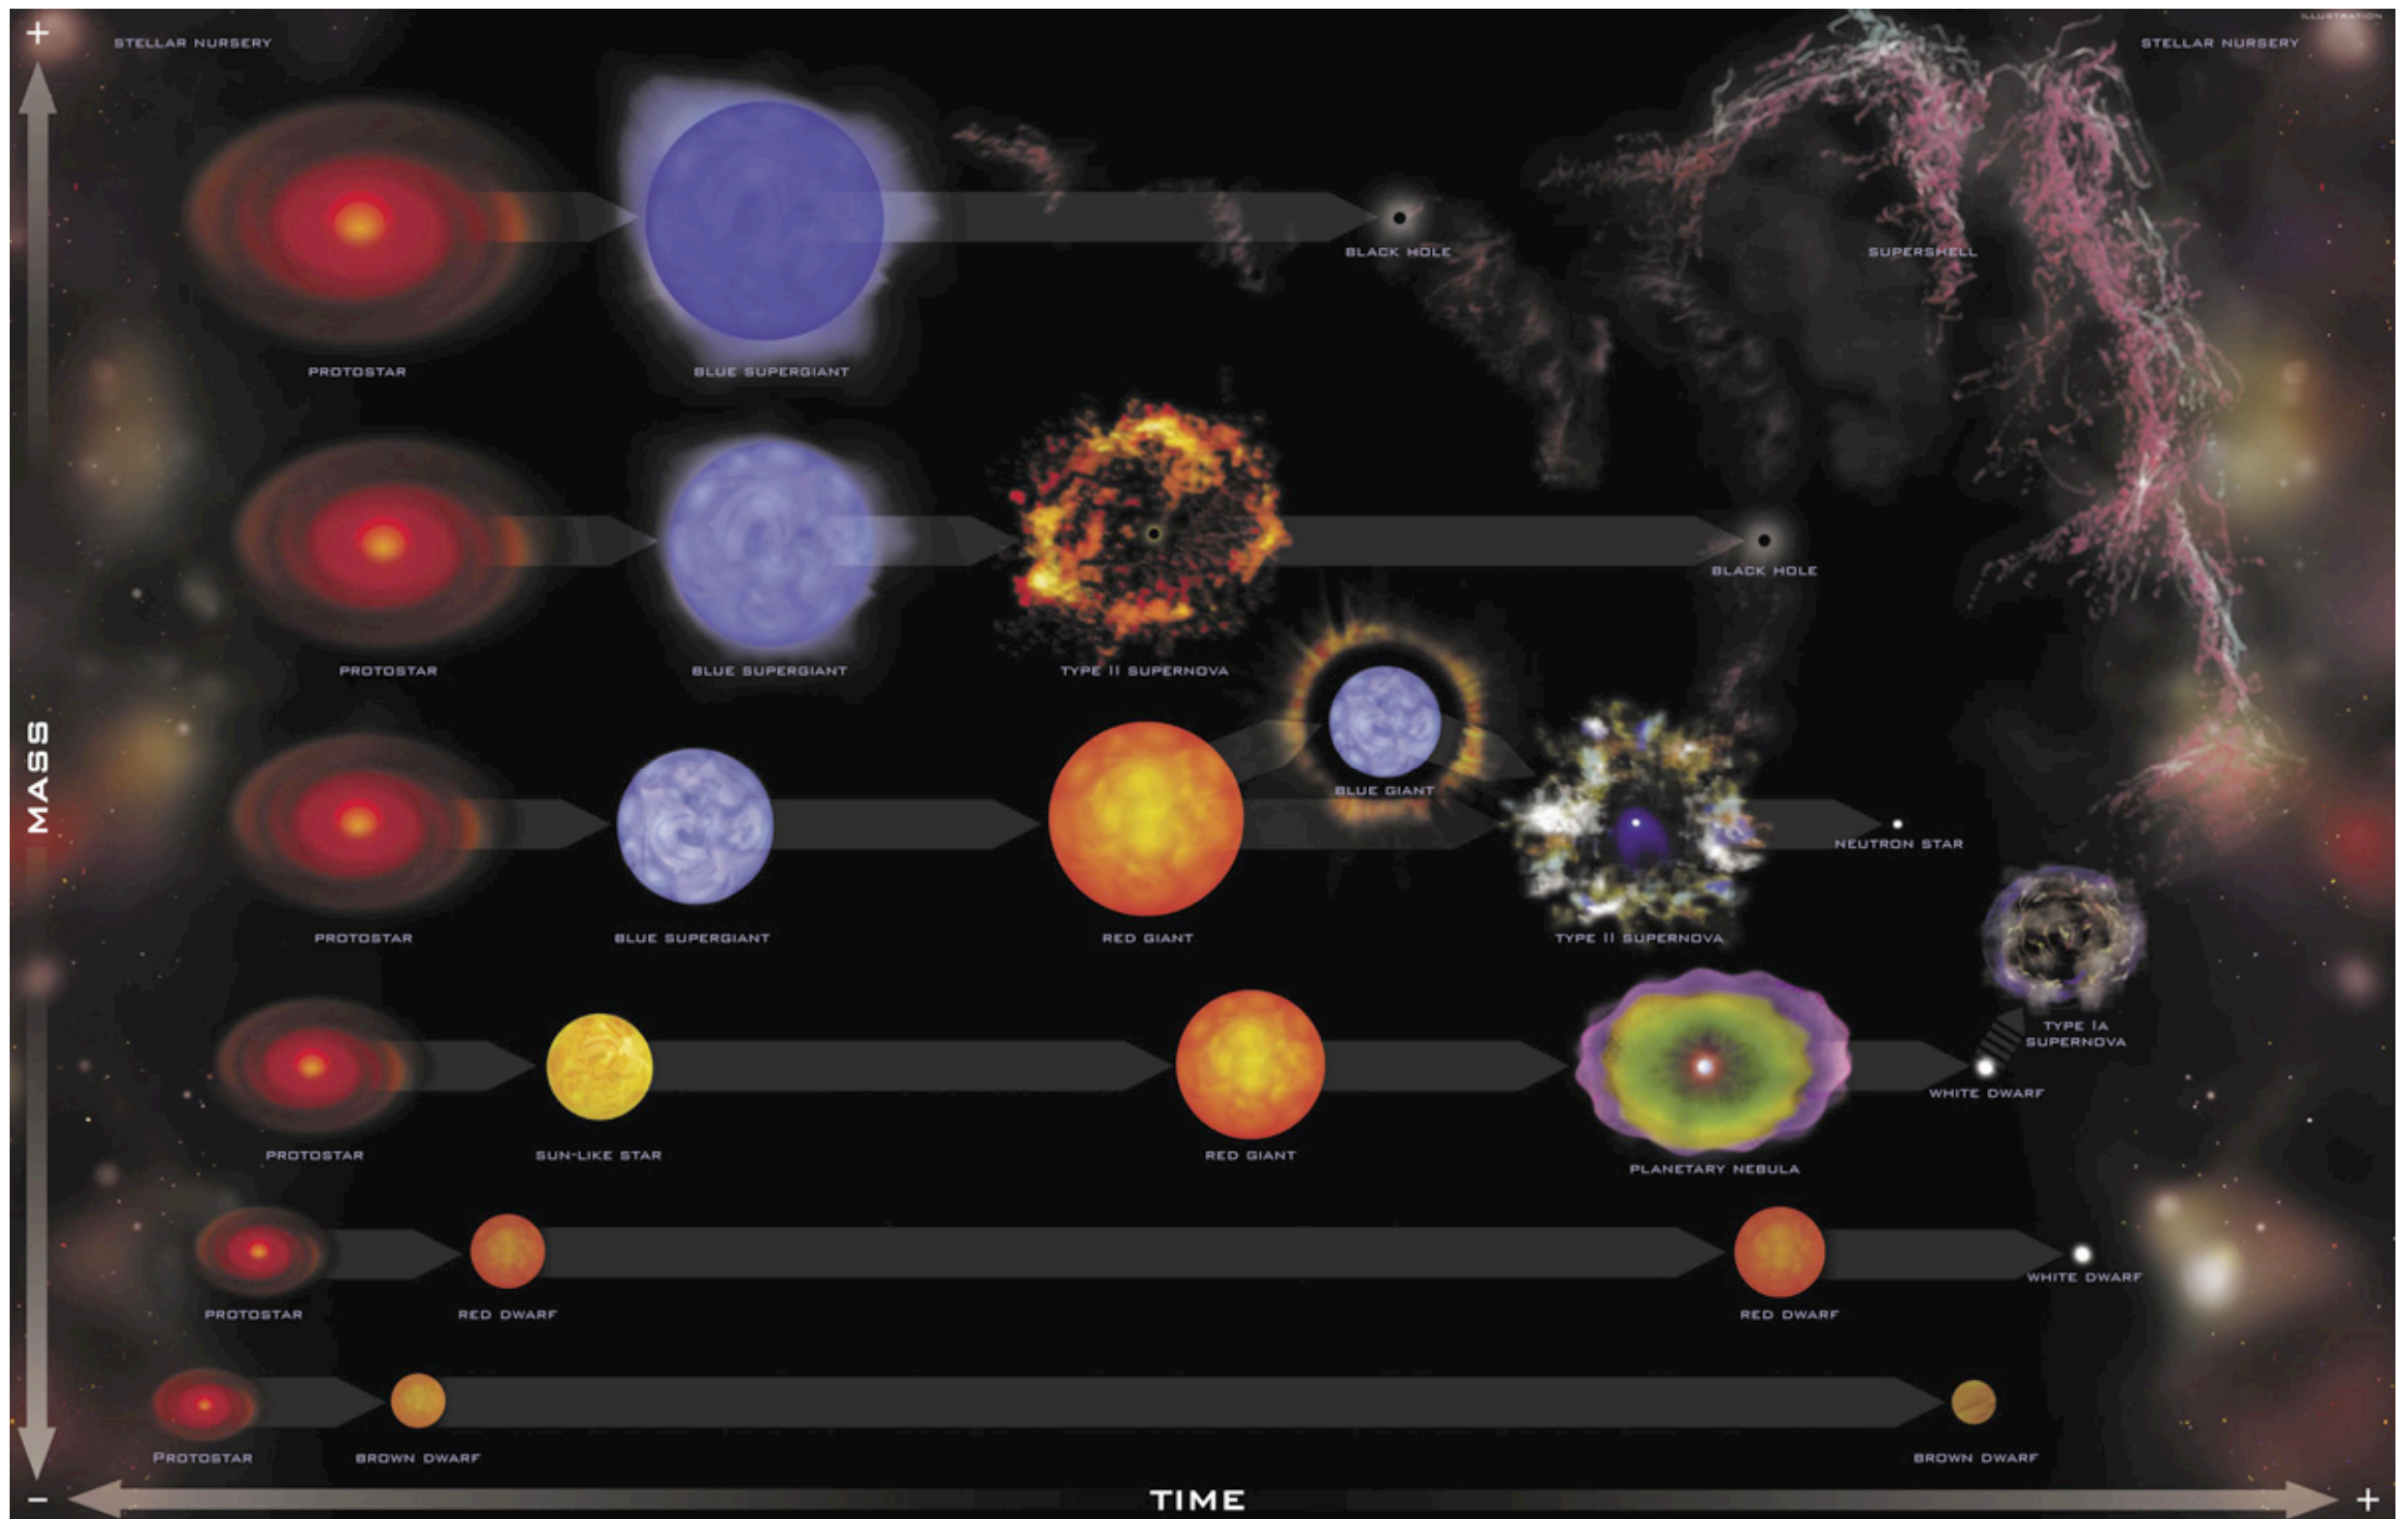 +
STELLAR NURSERY
ILLUSTRATION
STELLAR NURSERY
BLACK HOLE
SUPERSHELL
PROTOSTAR
BLUE SUPERGIANT
BLACK HOLE
PROTOSTAR
BLUE SUPERGIANT
TYPE II SUPERNOVA
MASS
BLUE GIANT
NEUTRON STAR
PROTOSTAR
BLUE SUPERGIANT
RED GIANT
TYPE II SUPERNOVA
TYPE IA
SUPERNOVA
WHITE DWARF
PROTOSTAR
SUN-LIKE STAR
RED GIANT
PLANETARY NEBULA
WHITE DWARF
PROTOSTAR
RED DWARF
RED DWARF
PROTOSTAR
BROWN DWARF
BROWN DWARF
−
TIME
+